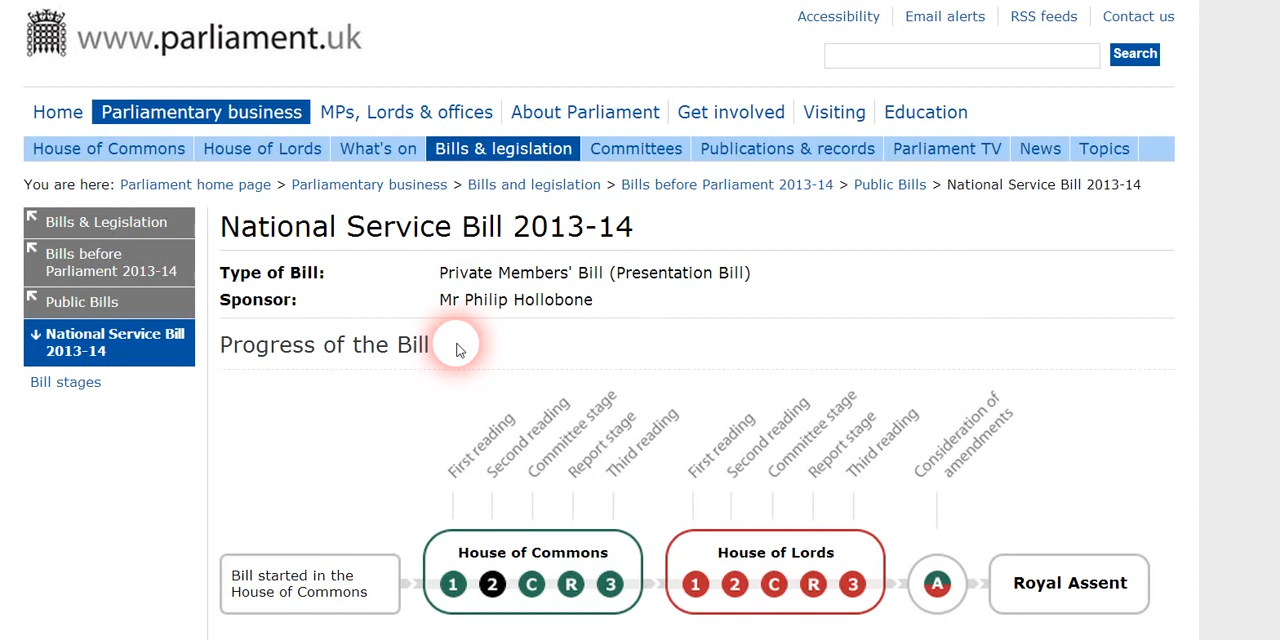 Accessibility
Email alerts
RSS feeds
Contact us
www.parliament.uk
Search
Home
Parliamentary business
MPs, Lords & offices
About Parliament
Get involved
Visiting
Education
House of Commons
House of Lords
What's on
Bills & legislation
Committees
Publications & records
Parliament TV
News
Topics
You are here: Parliament home page > Parliamentary business > Bills and legislation > Bills before Parliament 2013-14 > Public Bills > National Service Bill 2013-14
Bills & Legislation
Bills before
Parliament 2013-14
Public Bills
National Service Bill
2013-14
Bill stages
National Service Bill 2013-14
Type of Bill: Private Members' Bill (Presentation Bill)
Sponsor: Mr Philip Hollobone
Progress of the Bill
First reading
Second reading
Committee stage
Report stage
Third reading
First reading
Second reading
Committee stage
Report stage
Third reading
Consideration of
amendments
Bill started in the
House of Commons
House of Commons
1 2 C R 3
House of Lords
1 2 C R 3
A
Royal Assent